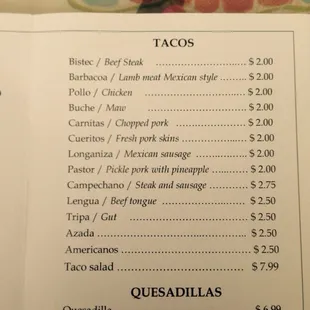 TACOS
Bistec / Beef Steak ........................ $ 2.00
Barbacoa / Lamb meat Mexican style ......... $ 2.00
Pollo / Chicken ........................... $ 2.00
Buche / Maw ........................... $ 2.00
Carnitas / Chopped pork .................. $ 2.00
Cueritos / Fresh pork skins ................ $ 2.00
Longaniza / Mexican sausage .............. $ 2.00
Pastor / Pickle pork with pineapple .......... $ 2.00
Campechano / Steak and sausage ............ $ 2.75
Lengua / Beef tongue ...................... $ 2.50
Tripa / Gut .............................. $ 2.50
Azada .................................. $ 2.50
Americanos .................................. $ 2.50
Taco salad ................................ $ 7.99
QUESADILLAS
Quesadilla $ 6.99